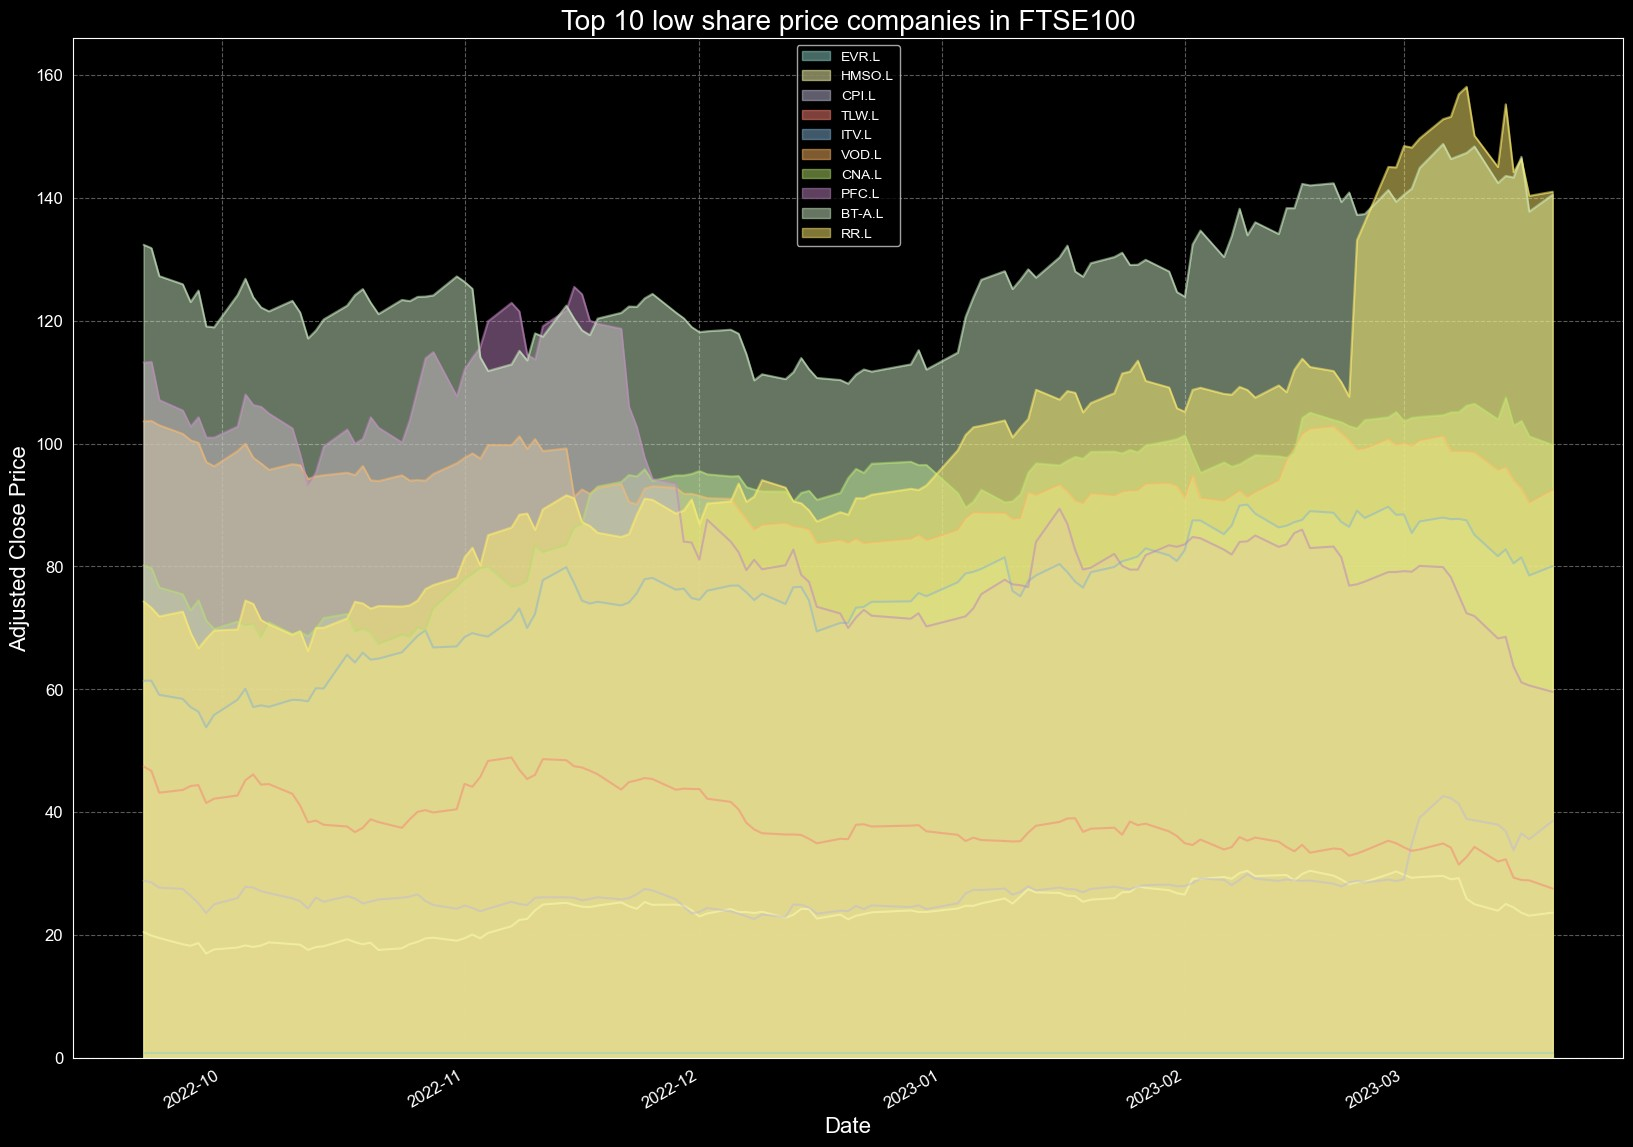 Top 10 low share price companies in FTSE100
EVR.L
HMSO.L
CPI.L
TLW.L
ITV.L
VOD.L
CNA.L
PFC.L
BT-A.L
RR.L
Adjusted Close Price
160
140
120
100
80
60
40
20
0
2022-10
2022-11
2022-12
2023-01
2023-02
2023-03
Date